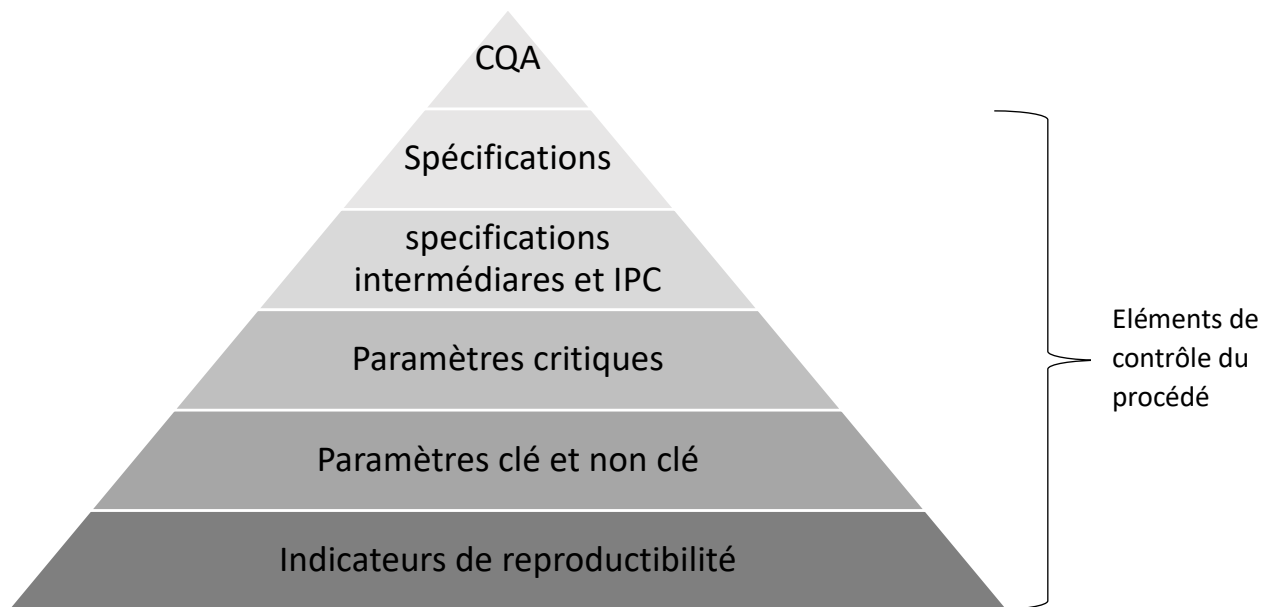 CQA
Spécifications
specifications
intermédiares et IPC
Paramètres critiques
Paramètres clé et non clé
Indicateurs de reproductibilité
Eléments de
contrôle du
procédé